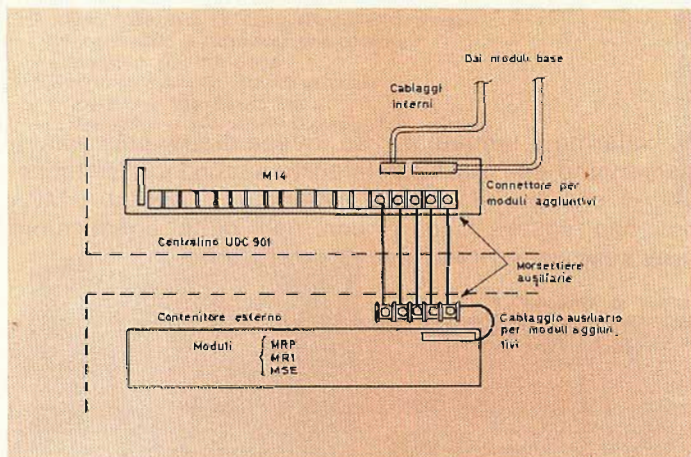 Dai moduli base
Cablaggi
interni
M14
Connettore per
moduli aggiuntivi
Centralino UDC 901
Morsettiere
ausiliarie
Contenitore esterno
Cablaggio ausiliario
per moduli aggiun
tivi
Moduli
MRP
MR1
MSE